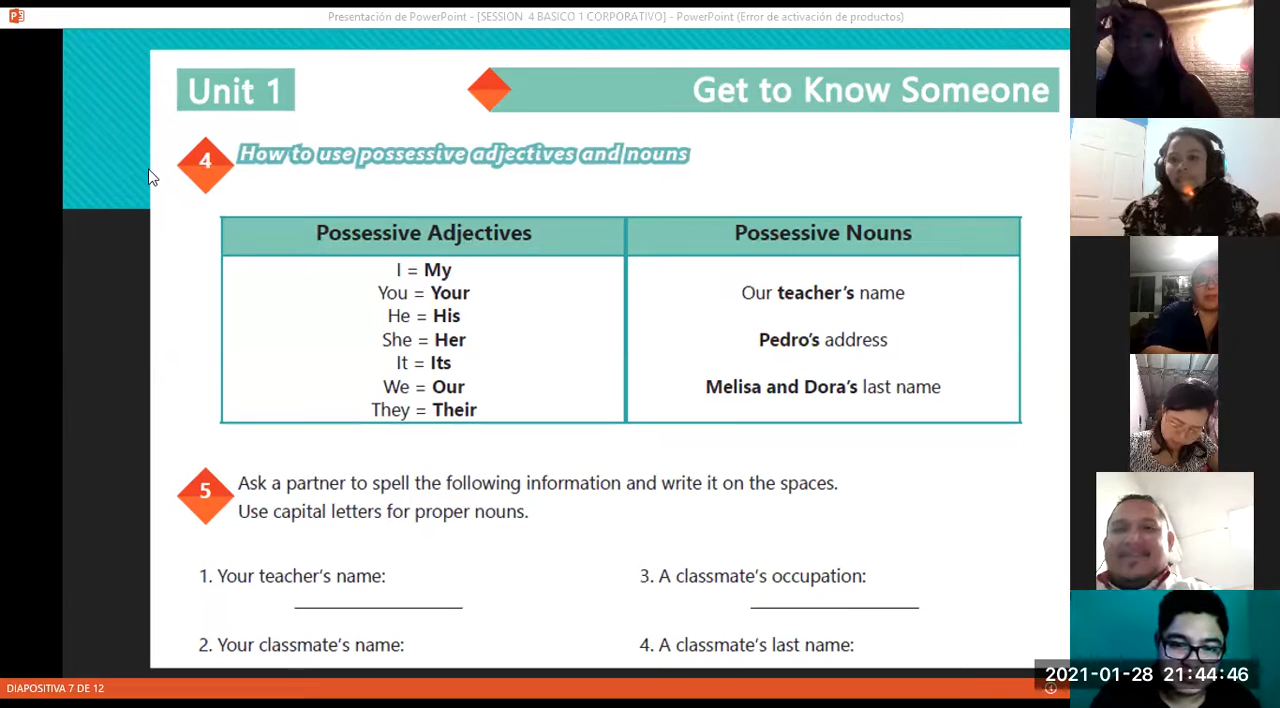 Presentación de PowerPoint - [SESSION 4 BASICO 1 CORPORATIVO] - PowerPoint (Error de activación de productos)
Unit 1
Get to Know Someone
4
How to use possessive adjectives and nouns
Possessive Adjectives
I = My
You = Your
He = His
She = Her
It = Its
We = Our
They = Their
Possessive Nouns
Our teacher's name
Pedro's address
Melisa and Dora's last name
5
Ask a partner to spell the following information and write it on the spaces.
Use capital letters for proper nouns.
1. Your teacher's name:
2. Your classmate's name:
3. A classmate's occupation:
4. A classmate's last name:
2021-01-28 21:44:46
DIAPOSITIVA 7 DE 12